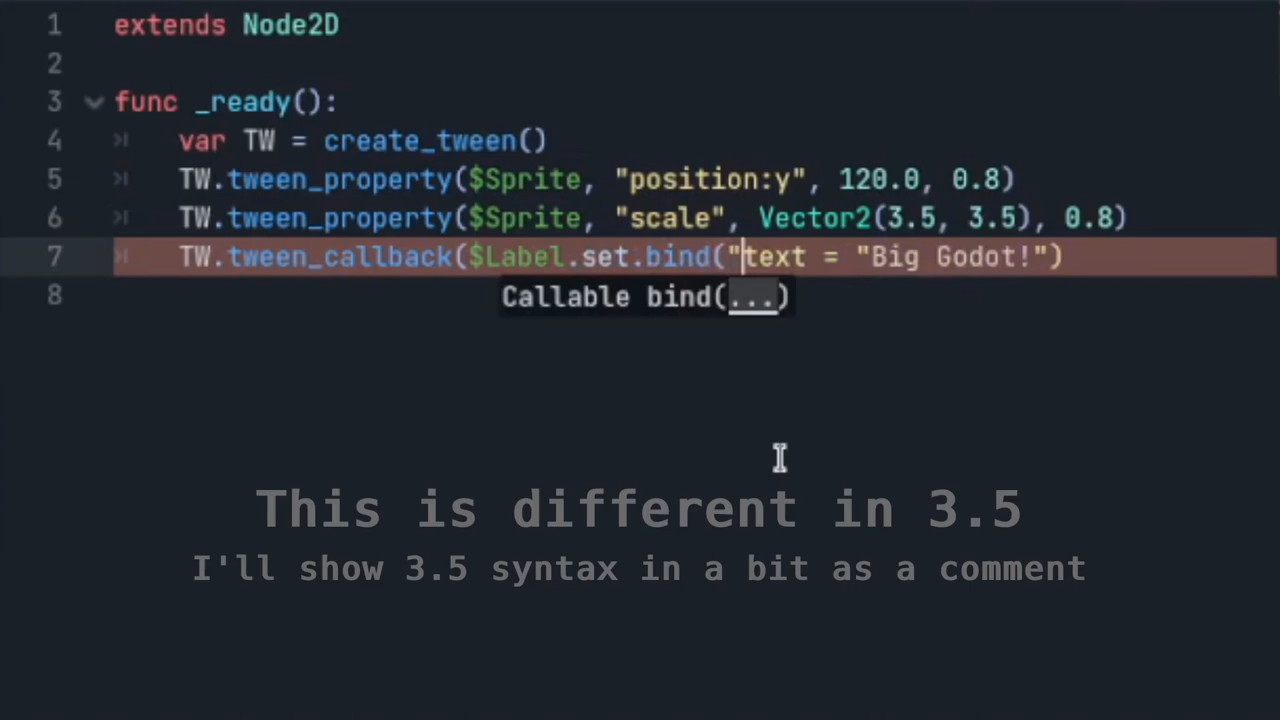 1 extends Node2D
2
3 func _ready():
4 var TW = create_tween()
5 TW.tween_property($Sprite, "position:y", 120.0, 0.8)
6 TW.tween_property($Sprite, "scale", Vector2(3.5, 3.5), 0.8)
7 TW.tween_callback($Label.set.bind("text = "Big Godot!")
Callable bind(...)
8
This is different in 3.5
I'll show 3.5 syntax in a bit as a comment